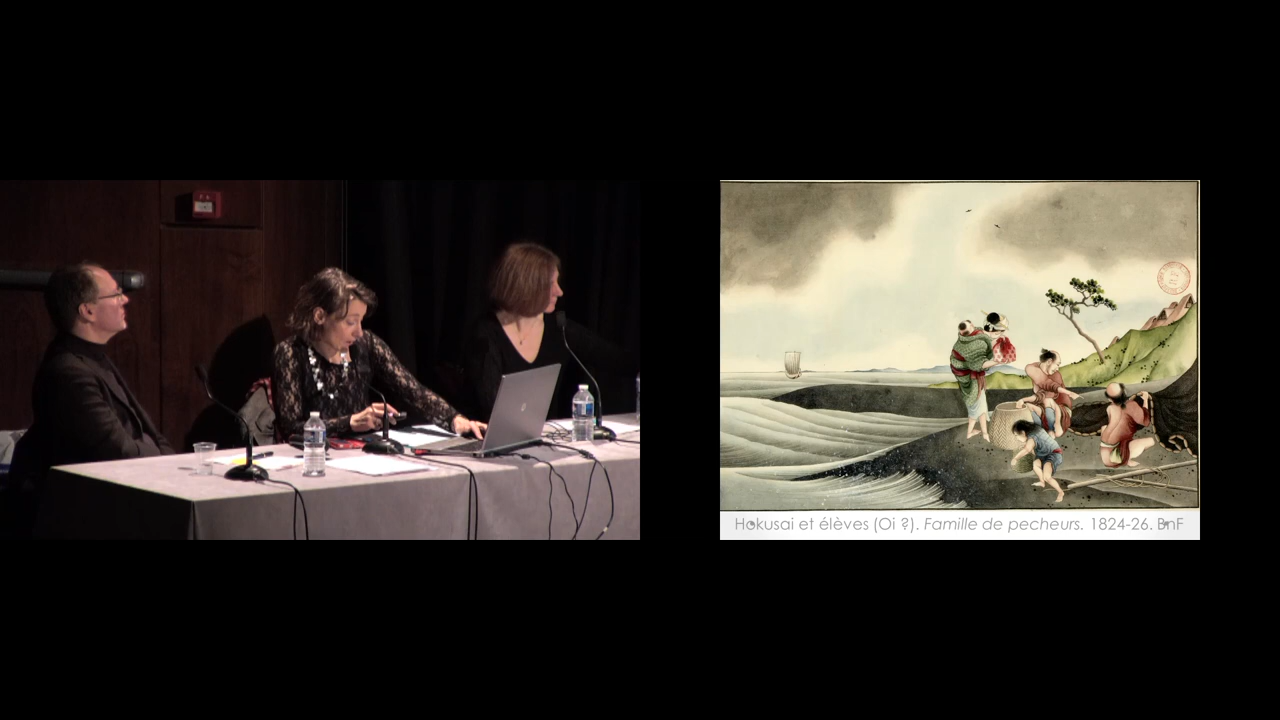 Hokusai et élèves (Oi ?). Famille de pecheurs. 1824-26. BnF